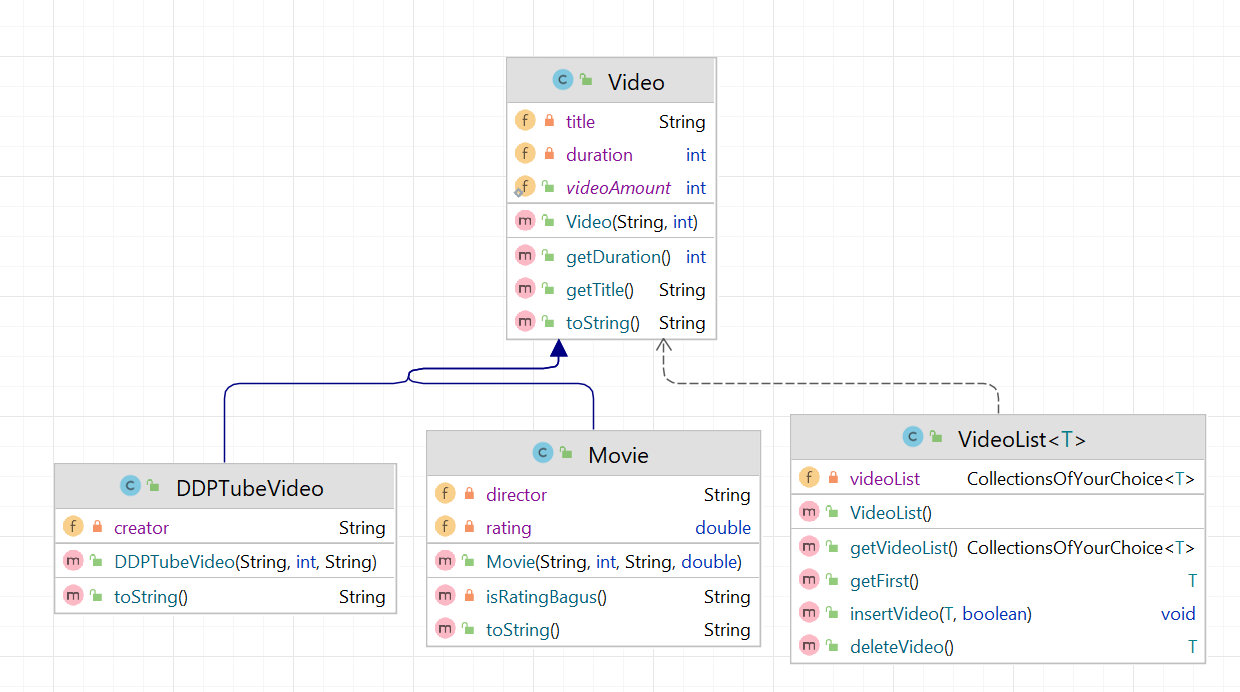 C Video
f title String
f duration int
f videoAmount int
m Video(String, int)
m getDuration() int
m getTitle() String
m toString() String
C DDPTubeVideo
f creator String
m DDPTubeVideo(String, int, String)
m toString() String
C Movie
f director String
f rating double
m Movie(String, int, String, double)
m isRatingBagus() String
m toString() String
C VideoList<T>
f videoList CollectionsOfYourChoice<T>
m VideoList()
m getVideoList() CollectionsOfYourChoice<T>
m getFirst() T
m insertVideo(T, boolean) void
m deleteVideo() T